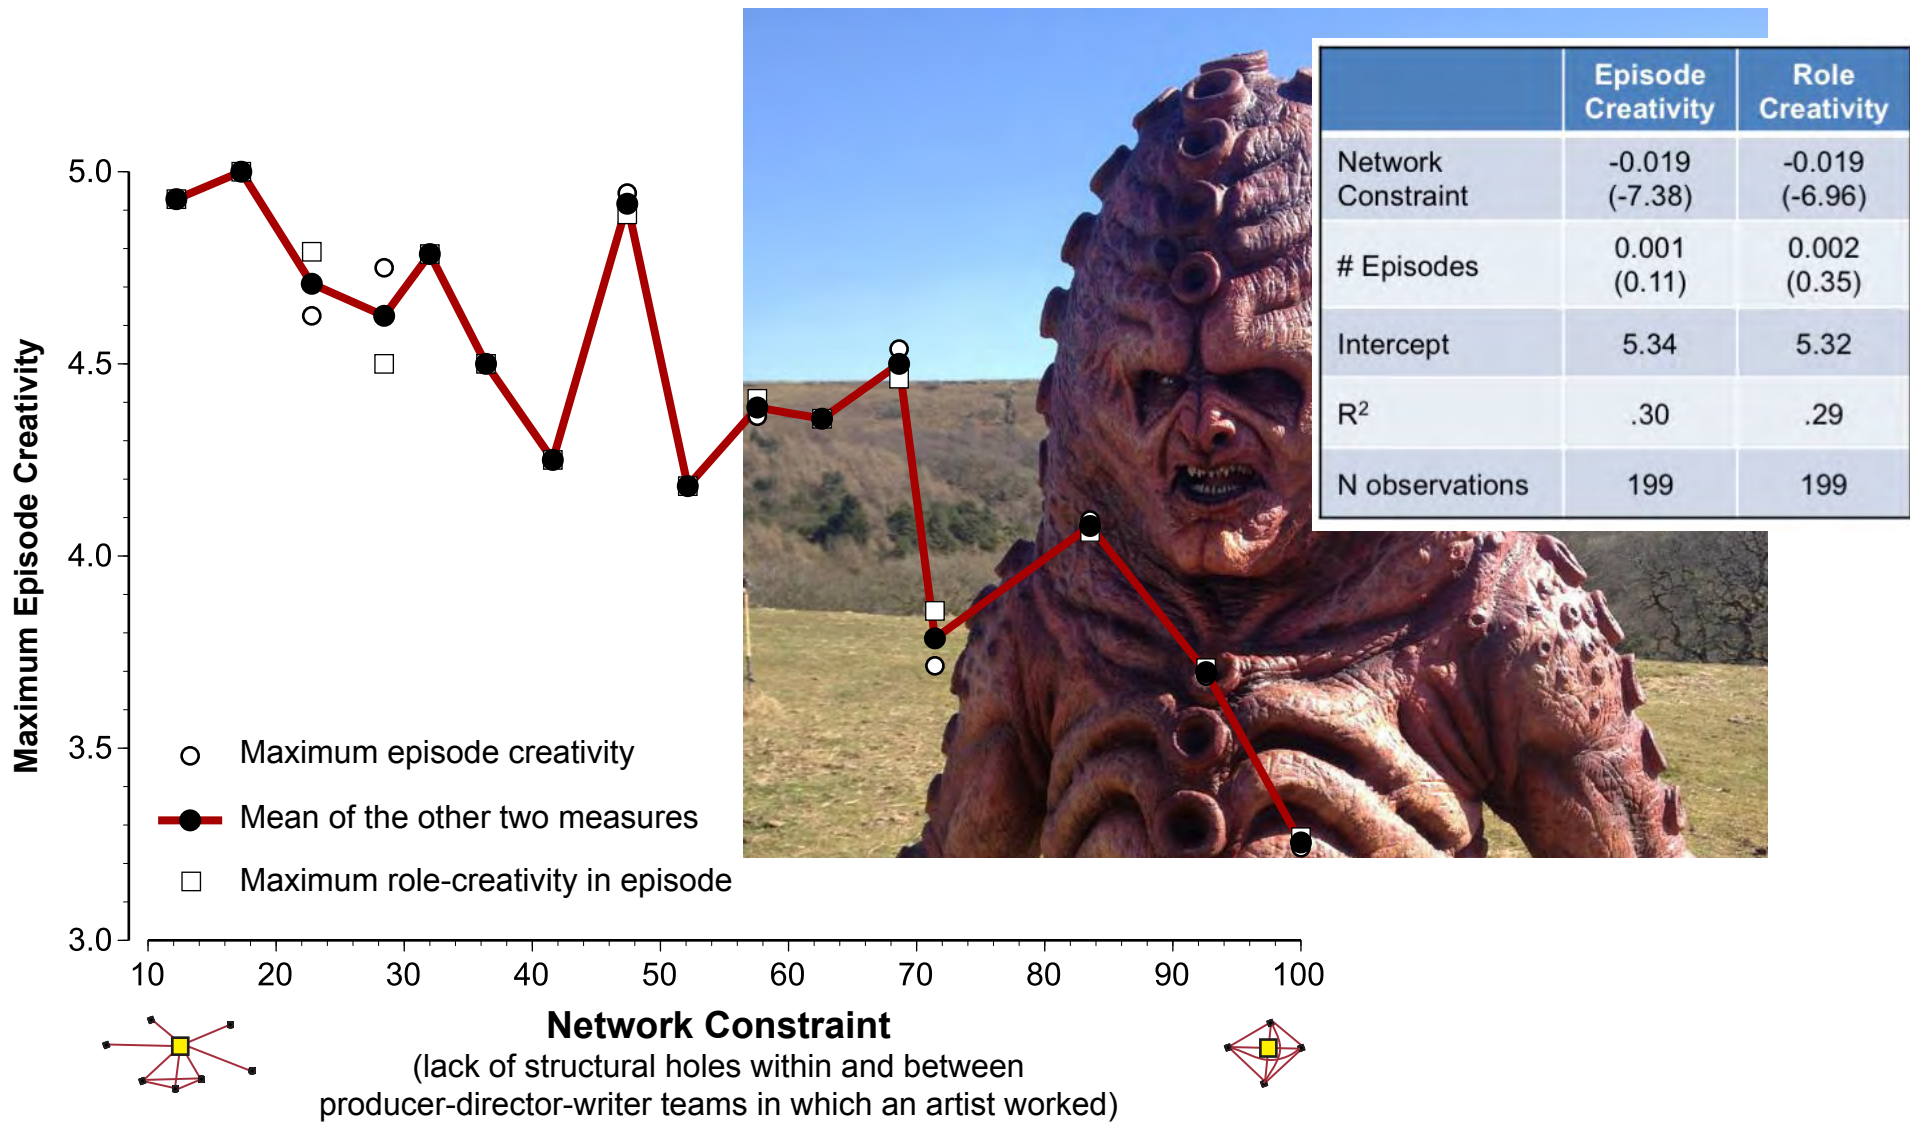 Episode Creativity
Role Creativity
Network Constraint
-0.019 (-7.38)
-0.019 (-6.96)
# Episodes
0.001 (0.11)
0.002 (0.35)
Intercept
5.34
5.32
R²
.30
.29
N observations
199
199
Maximum Episode Creativity
5.0
4.5
4.0
3.5
3.0
Maximum episode creativity
Mean of the other two measures
Maximum role-creativity in episode
10 20 30 40 50 60 70 80 90 100
Network Constraint
(lack of structural holes within and between
producer-director-writer teams in which an artist worked)